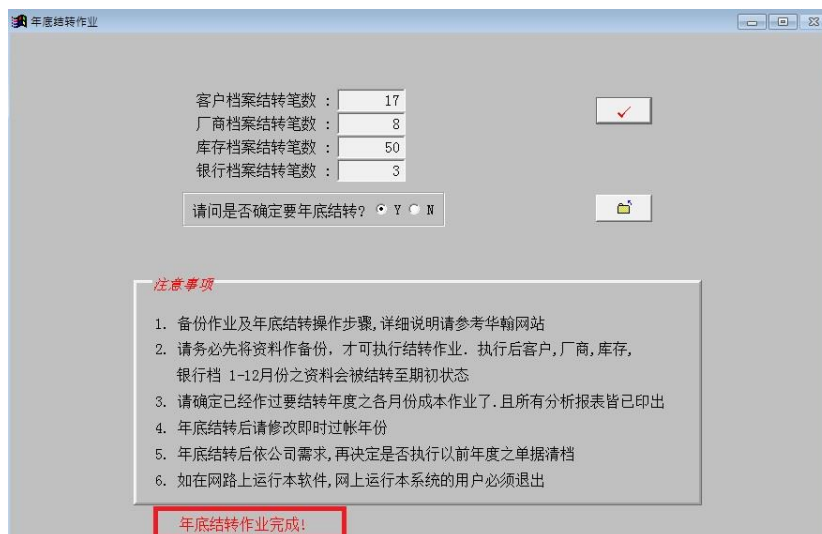 年底结转作业
客户档案结转笔数 : 17
厂商档案结转笔数 : 8
库存档案结转笔数 : 50
银行档案结转笔数 : 3
请问是否确定要年底结转? Y N
注意事项
1. 备份作业及年底结转操作步骤,详细说明请参考华翰网站
2. 请务必先将资料作备份, 才可执行结转作业. 执行后客户,厂商,库存,
银行档 1-12月份之资料会被结转至期初状态
3. 请确定已经作过要结转年度之各月份成本作业了.且所有分析报表皆已印出
4. 年底结转后请修改即时过帐年份
5. 年底结转后依公司需求,再决定是否执行以前年度之单据清档
6. 如在网路上运行本软件,网上运行本系统的用户必须退出
年底结转作业完成!